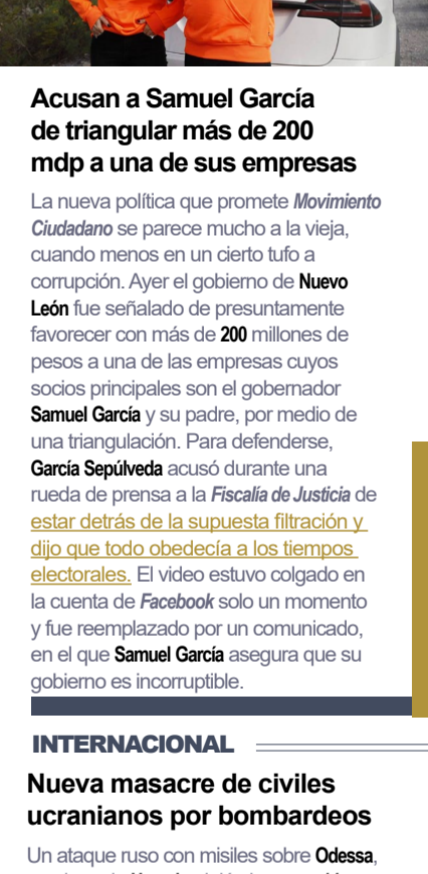 Acusan a Samuel García
de triangular más de 200
mdp a una de sus empresas
La nueva política que promete Movimiento
Ciudadano se parece mucho a la vieja,
cuando menos en un cierto tufo a
corrupción. Ayer el gobierno de Nuevo
León fue señalado de presuntamente
favorecer con más de 200 millones de
pesos a una de las empresas cuyos
socios principales son el gobernador
Samuel García y su padre, por medio de
una triangulación. Para defenderse,
García Sepúlveda acusó durante una
rueda de prensa a la Fiscalía de Justicia de
estar detrás de la supuesta filtración y
dijo que todo obedecía a los tiempos
electorales. El video estuvo colgado en
la cuenta de Facebook solo un momento
y fue reemplazado por un comunicado,
en el que Samuel García asegura que su
gobierno es incorruptible.
INTERNACIONAL
Nueva masacre de civiles
ucranianos por bombardeos
Un ataque ruso con misiles sobre Odessa,